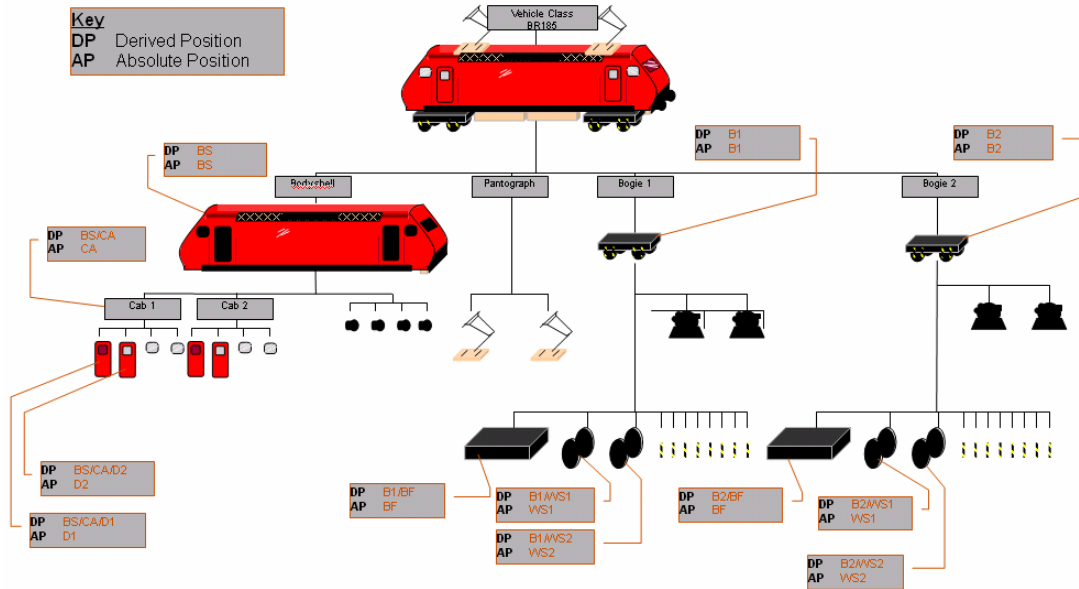 Key
DP Derived Position
AP Absolute Position
Vehicle Class
BR185
DP BS
AP BS
DP B1
AP B1
DP B2
AP B2
Bodyshell
Pantograph
Bogie 1
Bogie 2
DP BS/CA
AP CA
Cab 1
Cab 2
DP BS/CA/D2
AP D2
DP BS/CA/D1
AP D1
DP B1/BF
AP BF
DP B1/WS1
AP WS1
DP B1/WS2
AP WS2
DP B2/BF
AP BF
DP B2/WS1
AP WS1
DP B2/WS2
AP WS2